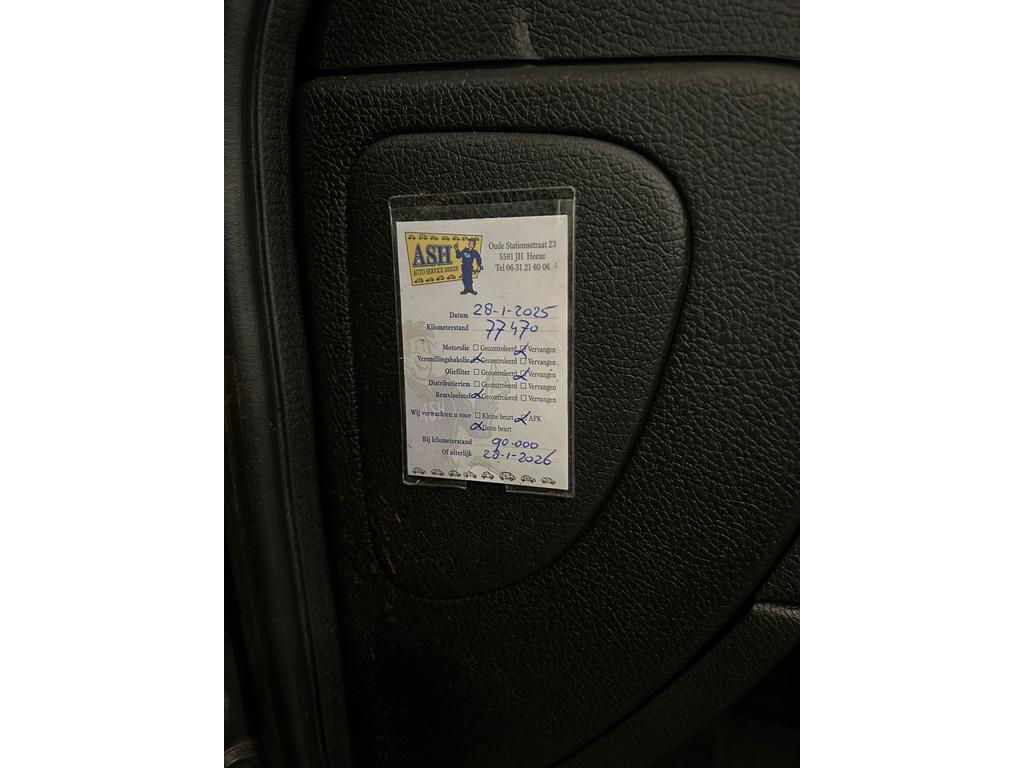 ASH
AUTO SERVICE HEEZE
Oude Stationsstraat 23
5591 JH Heeze
Tel 06-31 21 60 06
Datum 28-1-2025
Kilometerstand 77470
Motorolie ☐ Gecontroleerd ☑ Vervangen
Versnellingsbakolie ☑ Gecontroleerd ☐ Vervangen
Oliefilter ☐ Gecontroleerd ☑ Vervangen
Distributieriem ☐ Gecontroleerd ☐ Vervangen
Remvloeistof ☑ Gecontroleerd ☐ Vervangen
Wij verwachten u voor ☐ Kleine beurt ☑ APK
☑ Grote beurt
Bij kilometerstand 90.000
Of uiterlijk 28-1-2026